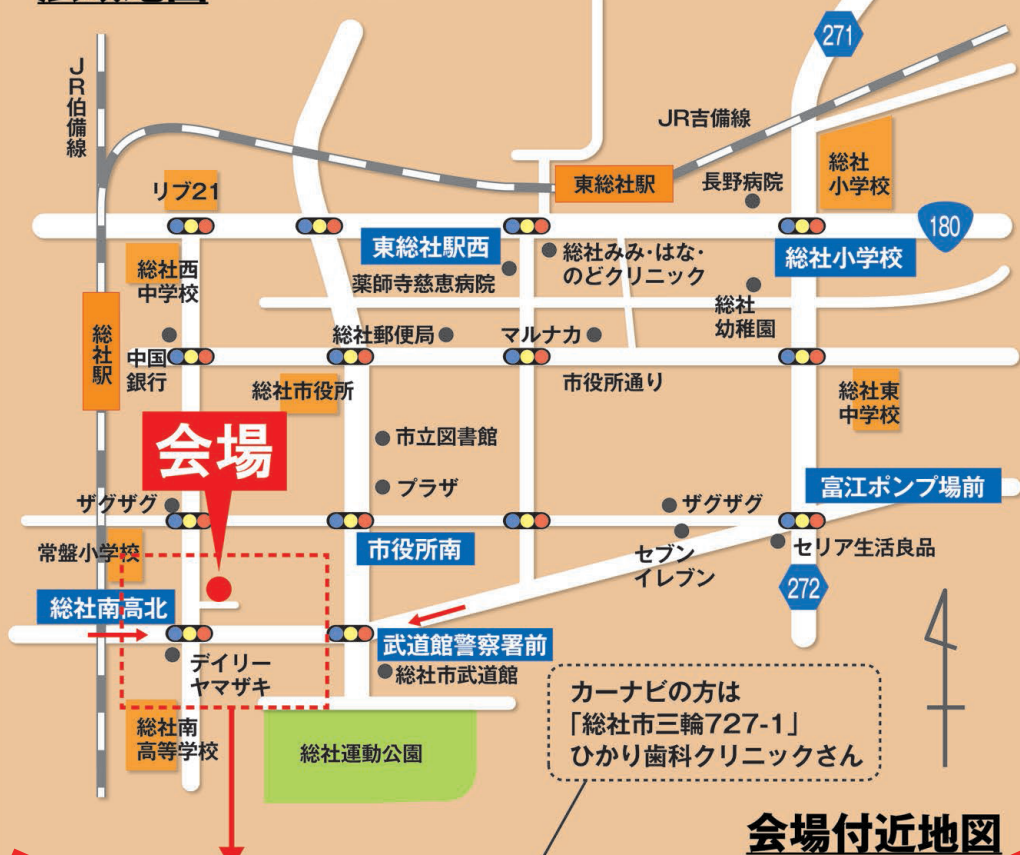 271
JR伯備線
JR吉備線
総社
小学校
東総社駅
長野病院
リブ21
180
東総社駅西
総社みみ・はな・
のどクリニック
総社小学校
総社西
中学校
薬師寺慈恵病院
総社
幼稚園
総社駅
中国
銀行
総社郵便局
マルナカ
市役所通り
総社市役所
総社東
中学校
会場
市立図書館
プラザ
ザグザグ
ザグザグ
富江ポンプ場前
常盤小学校
市役所南
セブン
イレブン
セリア生活良品
272
総社南高北
武道館警察署前
デイリー
ヤマザキ
総社市武道館
総社南
高等学校
総社運動公園
カーナビの方は
「総社市三輪727-1」
ひかり歯科クリニックさん
会場付近地図